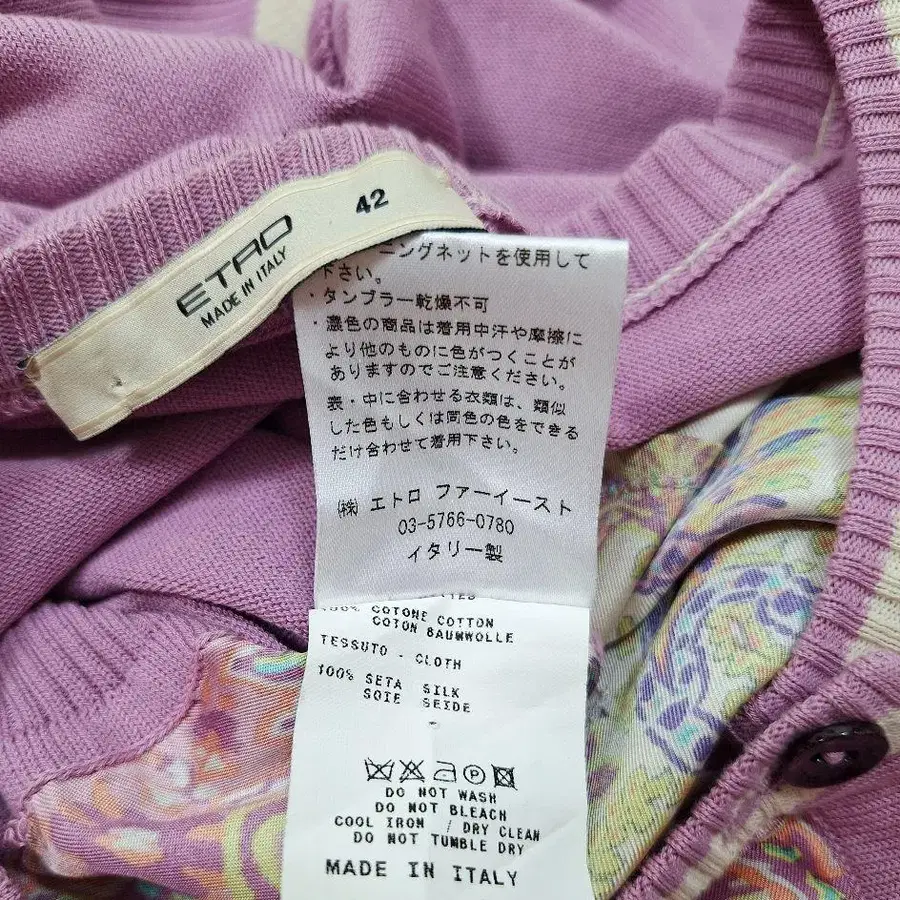 ETRO
MADE IN ITALY
42
ニングネットを使用して
下さい。
・タンブラー乾燥不可
・濃色の商品は着用中汗や摩擦に
より他のものに色がつくことが
ありますのでご注意ください。
表・中に合わせる衣類は、類似
した色もしくは同色の色をできる
だけ合わせて着用下さい。
㈱ エトロ ファーイースト
03-5766-0780
イタリー製
100% COTONE COTTON
COTON BAUMWOLLE
TESSUTO - CLOTH
100% SETA SILK
SOIE SEIDE
DO NOT WASH
DO NOT BLEACH
COOL IRON / DRY CLEAN
DO NOT TUMBLE DRY
MADE IN ITALY